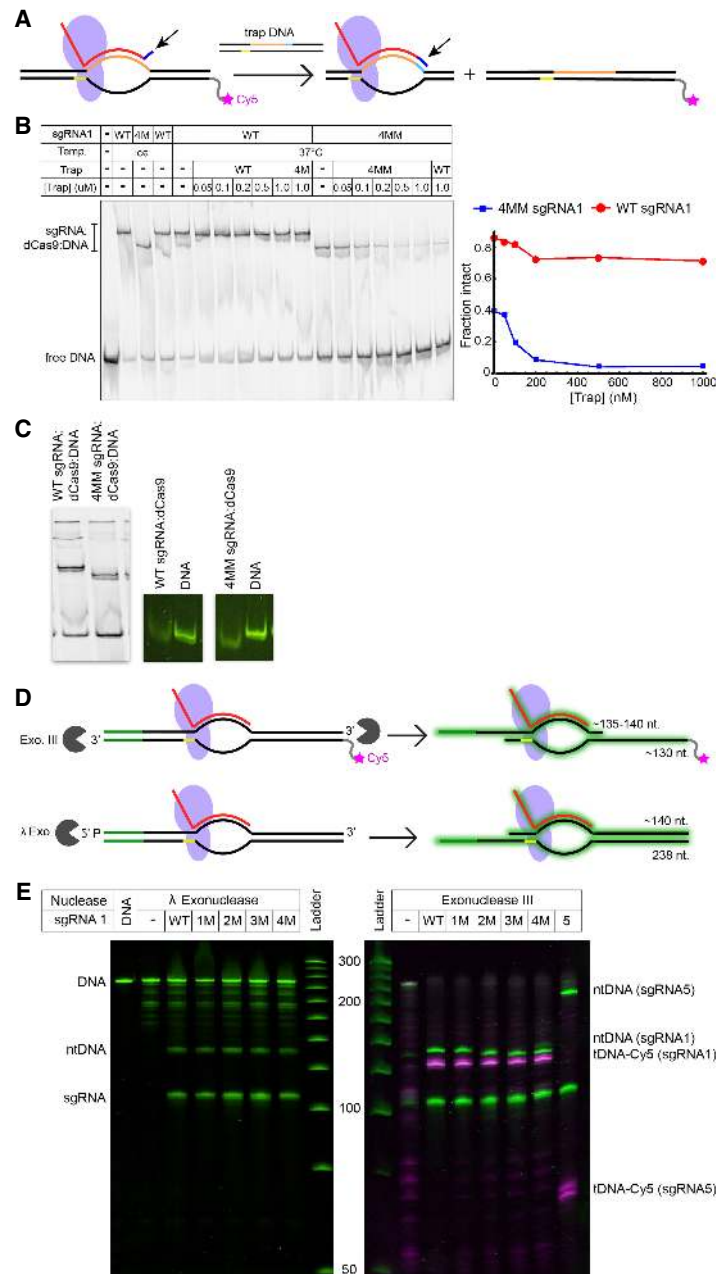 A
trap DNA
Cy5
+
B
sgRNA1 - WT 4M WT WT 4MM
Temp. - 37°C
Trap - - - - - WT 4M - 4MM WT
[Trap] (uM) - - - - - 0.05 0.1 0.2 0.5 1.0 1.0 - 0.05 0.1 0.2 0.5 1.0 1.0
sgRNA:
dCas9:DNA
free DNA
4MM sgRNA1 WT sgRNA1
Fraction intact
0.8
0.6
0.4
0.2
0
0 200 400 600 800 1000
[Trap] (nM)
C
WT sgRNA:
dCas9:DNA
4MM sgRNA:
dCas9:DNA
WT sgRNA:dCas9
DNA
4MM sgRNA:dCas9
DNA
D
Exo. III 3'
3'
Cy5
~135-140 nt.
~130 nt.
λ Exo 5' P
3'
~140 nt.
238 nt.
E
Nuclease DNA λ Exonuclease Ladder
sgRNA 1 - WT 1M 2M 3M 4M
Ladder Exonuclease III
- WT 1M 2M 3M 4M 5
DNA
ntDNA
sgRNA
300
200
100
50
ntDNA (sgRNA5)
ntDNA (sgRNA1)
tDNA-Cy5 (sgRNA1)
tDNA-Cy5 (sgRNA5)